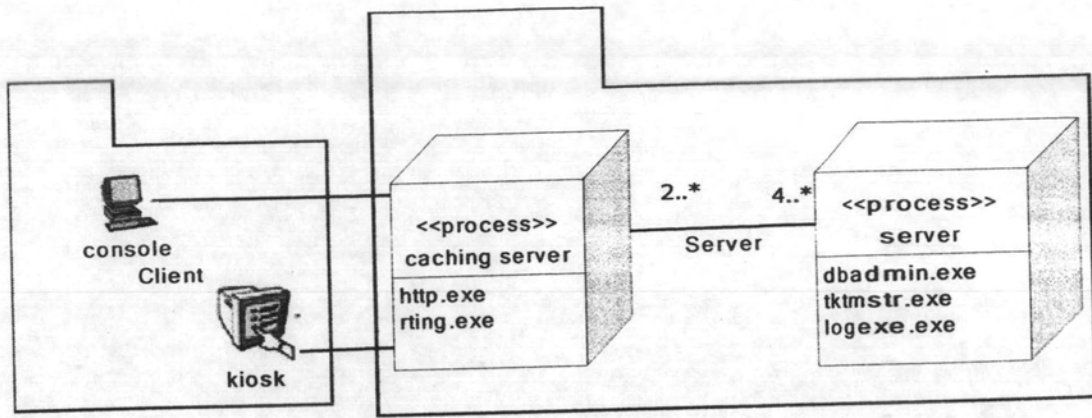 console
Client
kiosk
<<process>>
caching server
http.exe
rting.exe
2..*
4..*
Server
<<process>>
server
dbadmin.exe
tktmstr.exe
logexe.exe